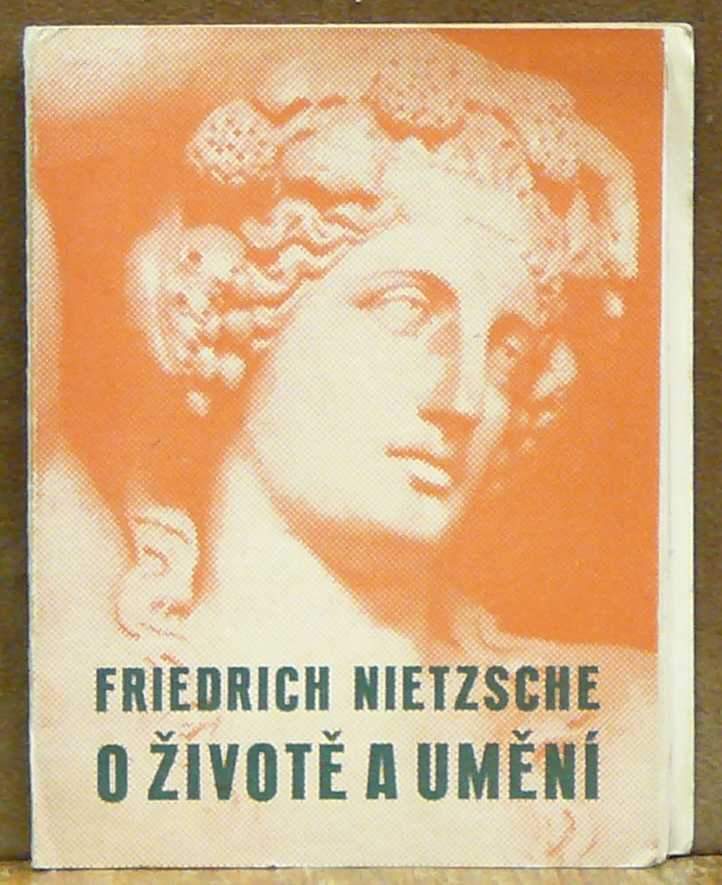 FRIEDRICH NIETZSCHE
O ŽIVOTĚ A UMĚNÍ